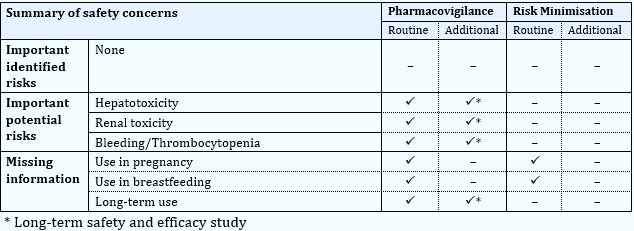 Summary of safety concerns Pharmacovigilance Risk Minimisation
Routine Additional Routine Additional
Important identified risks None – – – –
Important potential risks Hepatotoxicity ✓ ✓* – –
Renal toxicity ✓ ✓* – –
Bleeding/Thrombocytopenia ✓ ✓* – –
Missing information Use in pregnancy ✓ – ✓ –
Use in breastfeeding ✓ – ✓ –
Long-term use ✓ ✓* – –
* Long-term safety and efficacy study